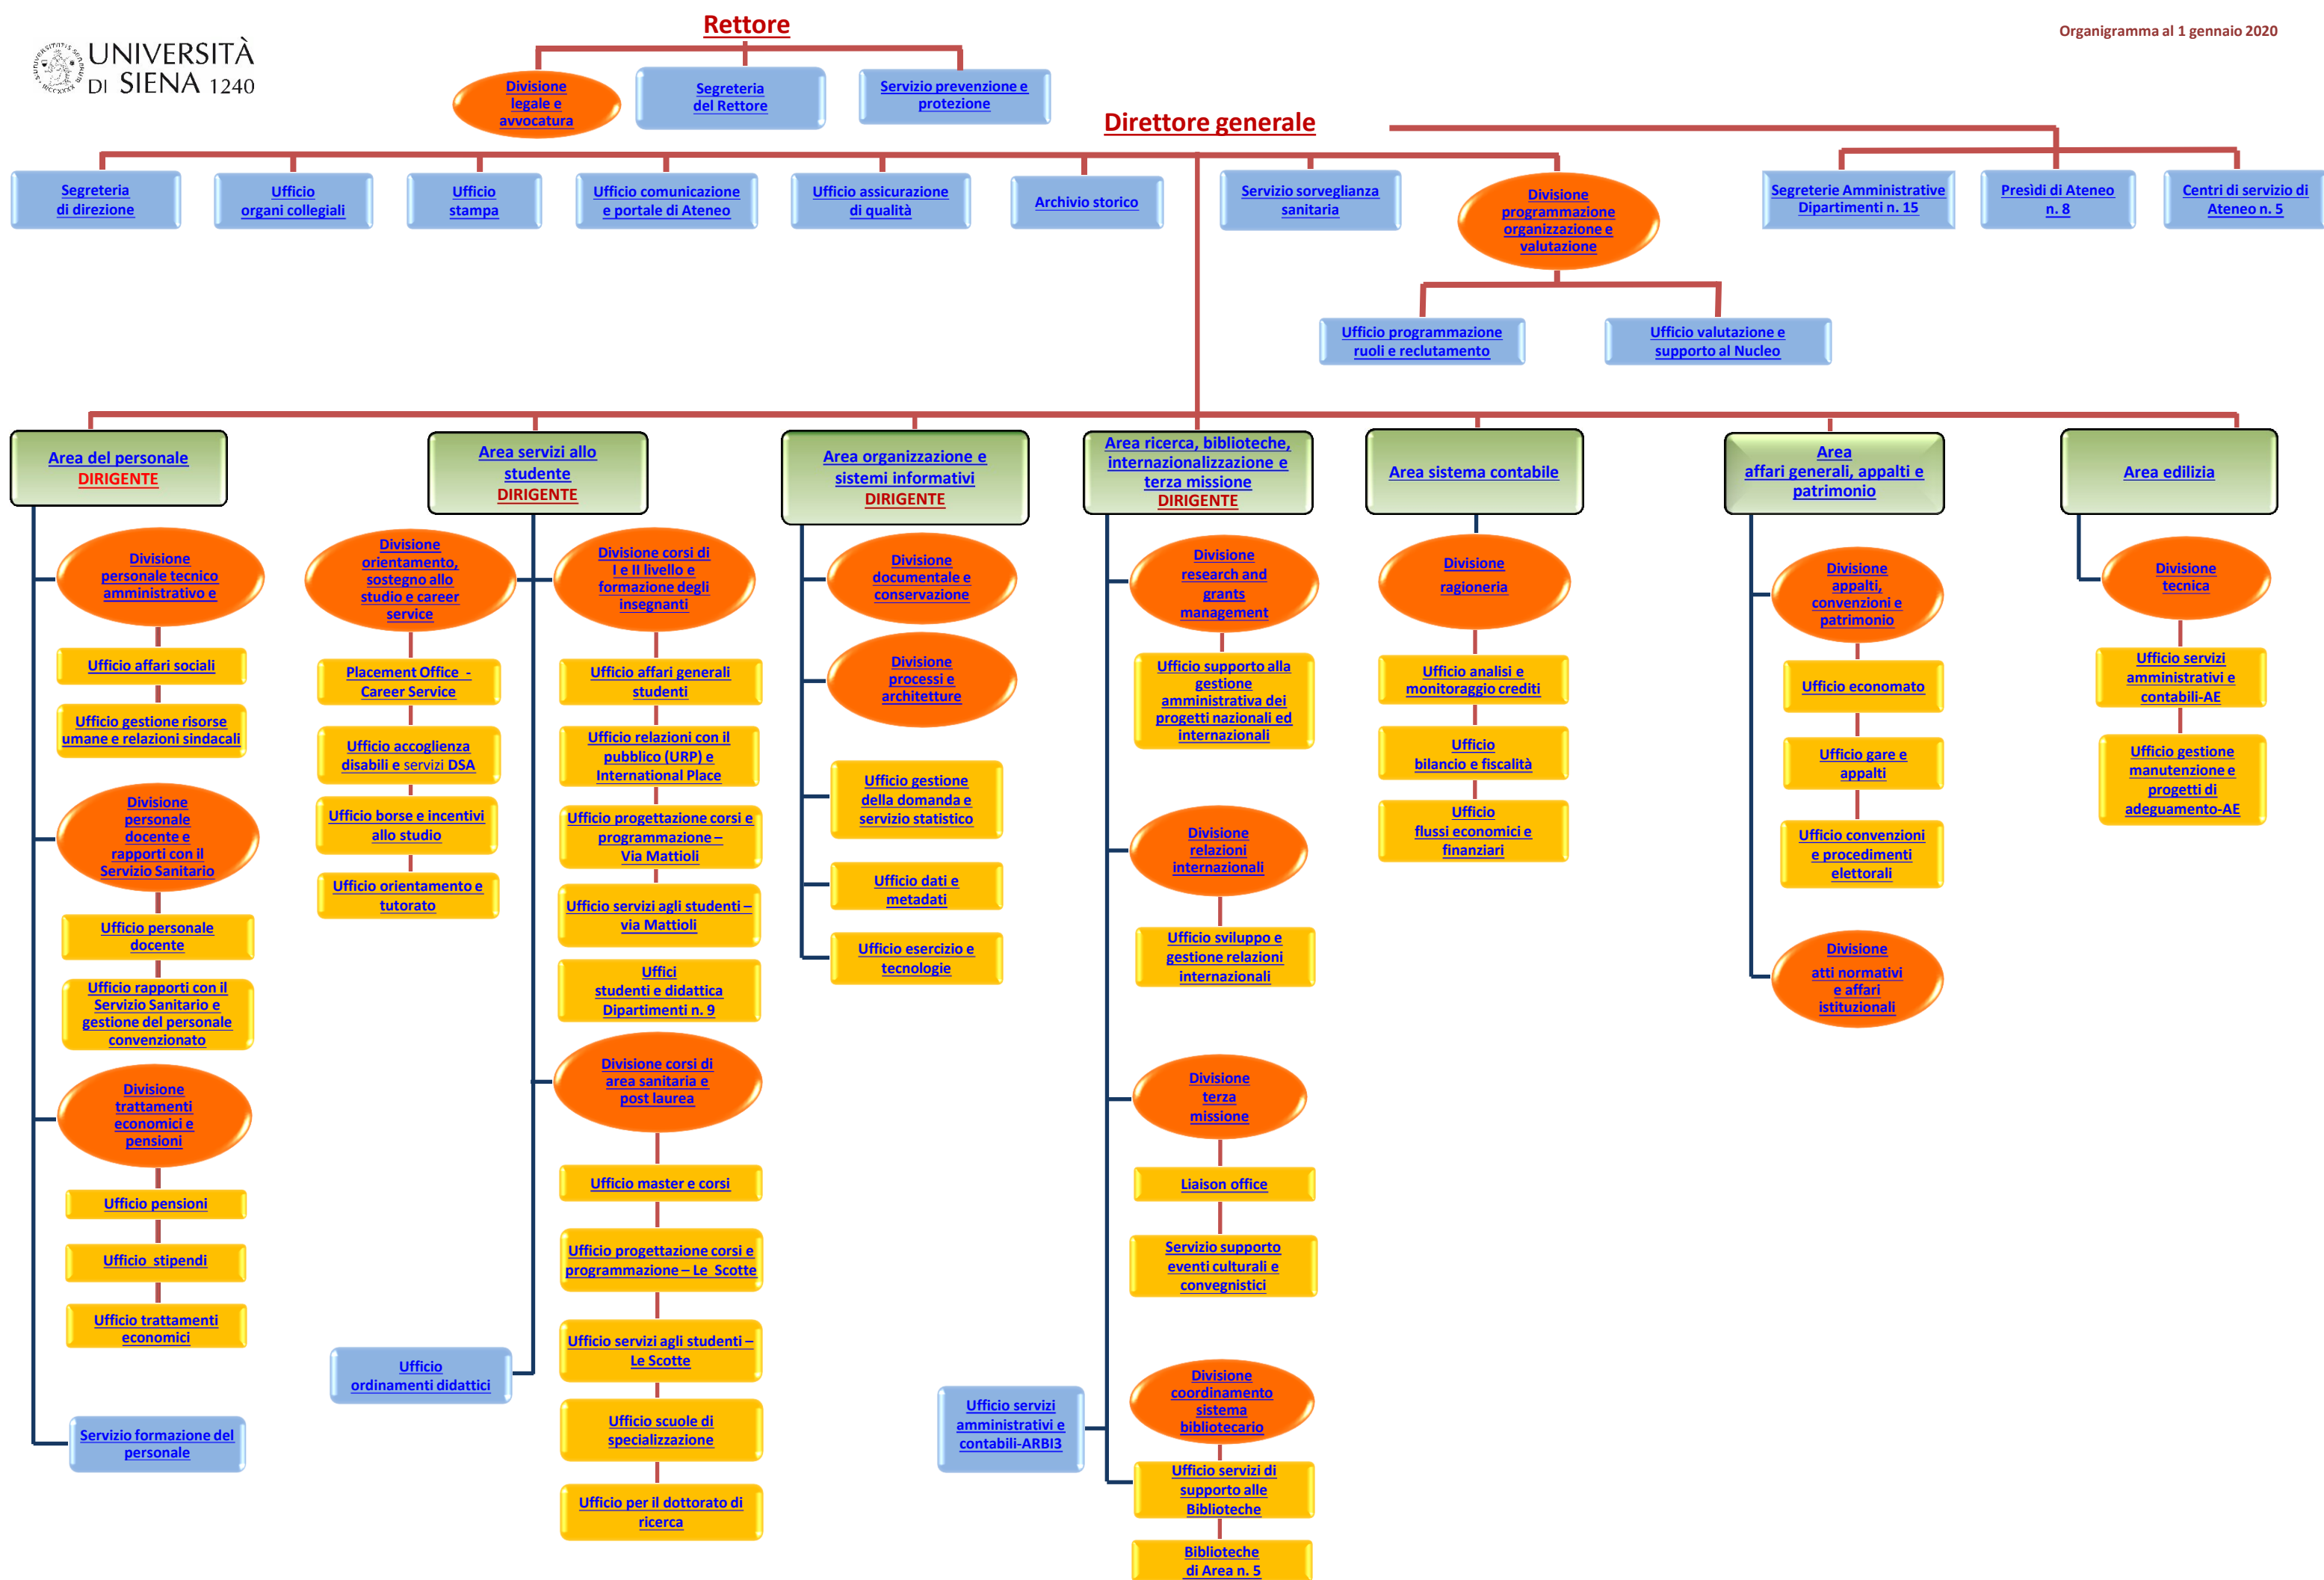 Rettore
Organigramma al 1 gennaio 2020
UNIVERSITÀ
DI SIENA 1240
Divisione
legale e
avvocatura
Segreteria
del Rettore
Servizio prevenzione e
protezione
Direttore generale
Segreteria
di direzione
Ufficio
organi collegiali
Ufficio
stampa
Ufficio comunicazione
e portale di Ateneo
Ufficio assicurazione
di qualità
Archivio storico
Servizio sorveglianza
sanitaria
Divisione
programmazione
organizzazione e
valutazione
Segreterie Amministrative
Dipartimenti n. 15
Presìdi di Ateneo
n. 8
Centri di servizio di
Ateneo n. 5
Ufficio programmazione
ruoli e reclutamento
Ufficio valutazione e
supporto al Nucleo
Area del personale
DIRIGENTE
Divisione
personale tecnico
amministrativo e
Ufficio affari sociali
Ufficio gestione risorse
umane e relazioni sindacali
Divisione
personale
docente e
rapporti con il
Servizio Sanitario
Ufficio personale
docente
Ufficio rapporti con il
Servizio Sanitario e
gestione del personale
convenzionato
Divisione
trattamenti
economici e
pensioni
Ufficio pensioni
Ufficio  stipendi
Ufficio trattamenti
economici
Servizio formazione del
personale
Area servizi allo
studente
DIRIGENTE
Divisione
orientamento,
sostegno allo
studio e career
service
Placement Office  -
Career Service
Ufficio accoglienza
disabili e servizi DSA
Ufficio borse e incentivi
allo studio
Ufficio orientamento e
tutorato
Ufficio
ordinamenti didattici
Divisione corsi di
I e II livello e
formazione degli
insegnanti
Ufficio affari generali
studenti
Ufficio relazioni con il
pubblico (URP) e
International Place
Ufficio progettazione corsi e
programmazione –
Via Mattioli
Ufficio servizi agli studenti –
via Mattioli
Uffici
studenti e didattica
Dipartimenti n. 9
Divisione corsi di
area sanitaria e
post laurea
Ufficio master e corsi
Ufficio progettazione corsi e
programmazione – Le  Scotte
Ufficio servizi agli studenti –
Le Scotte
Ufficio scuole di
specializzazione
Ufficio per il dottorato di
ricerca
Area organizzazione e
sistemi informativi
DIRIGENTE
Divisione
documentale e
conservazione
Divisione
processi e
architetture
Ufficio gestione
della domanda e
servizio statistico
Ufficio dati e
metadati
Ufficio esercizio e
tecnologie
Area ricerca, biblioteche,
internazionalizzazione e
terza missione
DIRIGENTE
Divisione
research and
grants
management
Ufficio supporto alla
gestione
amministrativa dei
progetti nazionali ed
internazionali
Divisione
relazioni
internazionali
Ufficio sviluppo e
gestione relazioni
internazionali
Divisione
terza
missione
Liaison office
Servizio supporto
eventi culturali e
convegnistici
Ufficio servizi
amministrativi e
contabili-ARBI3
Divisione
coordinamento
sistema
bibliotecario
Ufficio servizi di
supporto alle
Biblioteche
Biblioteche
di Area n. 5
Area sistema contabile
Divisione
ragioneria
Ufficio analisi e
monitoraggio crediti
Ufficio
bilancio e fiscalità
Ufficio
flussi economici e
finanziari
Area
affari generali, appalti e
patrimonio
Divisione
appalti,
convenzioni e
patrimonio
Ufficio economato
Ufficio gare e
appalti
Ufficio convenzioni
e procedimenti
elettorali
Divisione
atti normativi
e affari
istituzionali
Area edilizia
Divisione
tecnica
Ufficio servizi
amministrativi e
contabili-AE
Ufficio gestione
manutenzione e
progetti di
adeguamento-AE